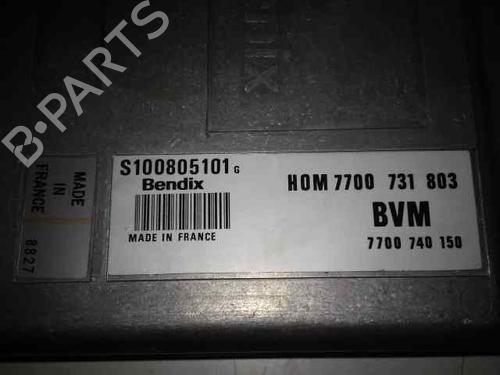 S100805101 G
Bendix
MADE IN FRANCE
HOM 7700 731 803
BVM
7700 740 150
MADE
IN
FRANCE
8827
B-PARTS